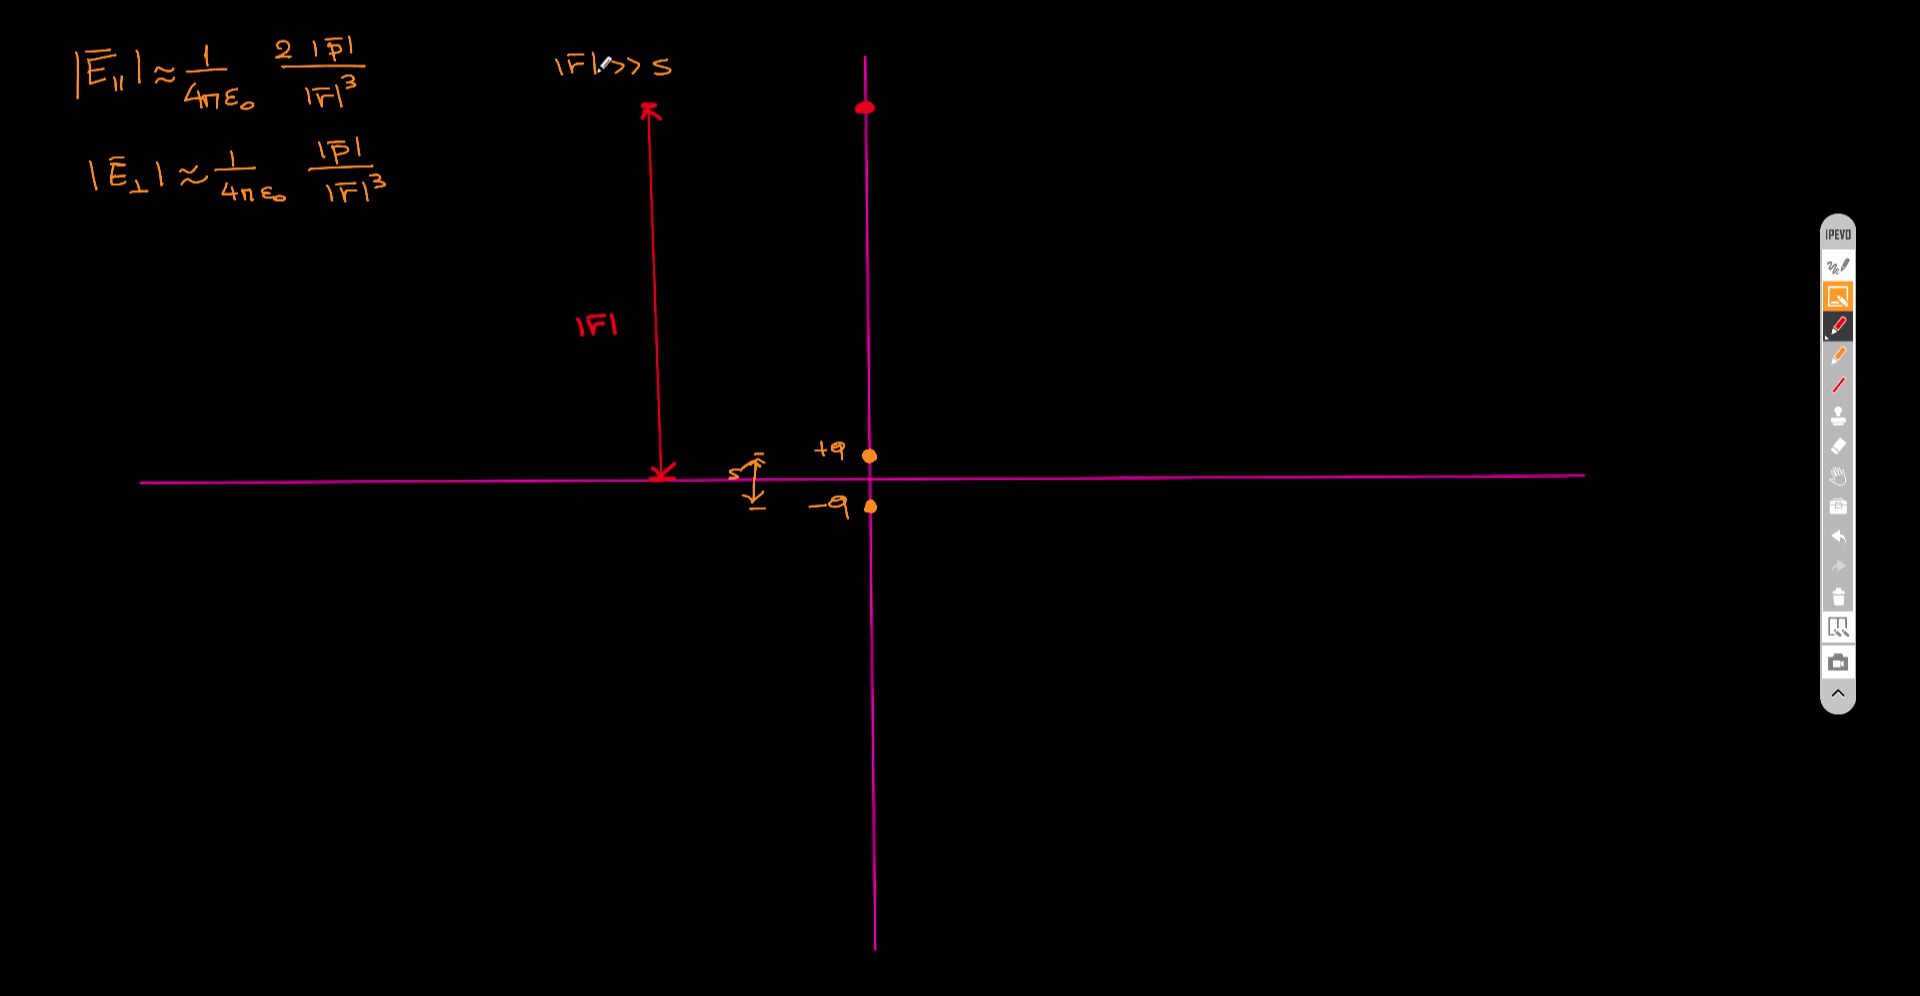 |E̅_∥| ≈ 1/(4πε₀) 2|p̅|/|r̅|³
|r̅| >> s
|E̅_⊥| ≈ 1/(4πε₀) |p̅|/|r̅|³
|r̅|
+q
s
−q
IPEVO